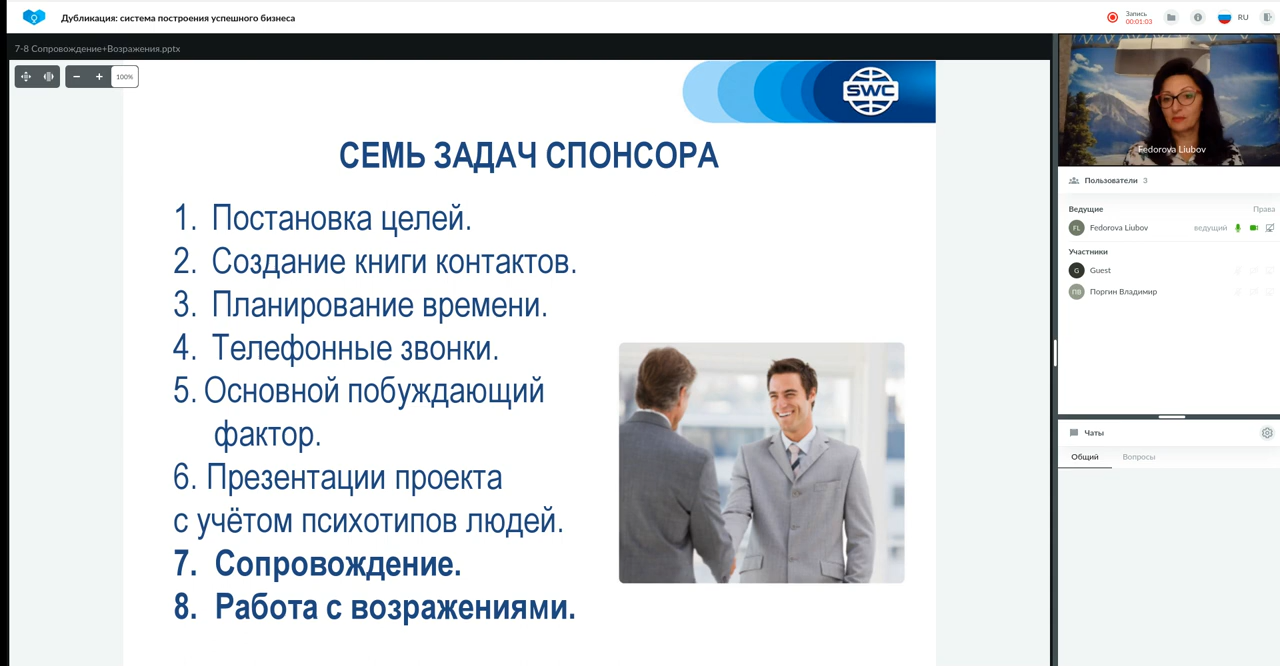 Дубликация: система построения успешного бизнеса
Запись
00:01:03
RU
7-8 Сопровождение+Возражения.pptx
100%
SWC
СЕМЬ ЗАДАЧ СПОНСОРА
1. Постановка целей.
2. Создание книги контактов.
3. Планирование времени.
4. Телефонные звонки.
5. Основной побуждающий
фактор.
6. Презентации проекта
с учётом психотипов людей.
7. Сопровождение.
8. Работа с возражениями.
Fedorova Liubov
Пользователи 3
Ведущие Права
FL Fedorova Liubov ведущий
Участники
G Guest
ПВ Поргин Владимир
Чаты
Общий Вопросы